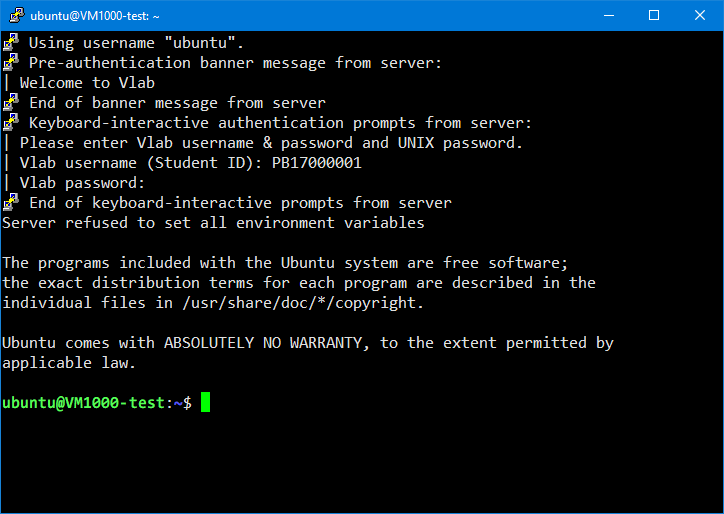 ubuntu@VM1000-test: ~
Using username "ubuntu".
Pre-authentication banner message from server:
| Welcome to Vlab
End of banner message from server
Keyboard-interactive authentication prompts from server:
| Please enter Vlab username & password and UNIX password.
| Vlab username (Student ID): PB17000001
| Vlab password:
End of keyboard-interactive prompts from server
Server refused to set all environment variables
The programs included with the Ubuntu system are free software;
the exact distribution terms for each program are described in the
individual files in /usr/share/doc/*/copyright.
Ubuntu comes with ABSOLUTELY NO WARRANTY, to the extent permitted by
applicable law.
ubuntu@VM1000-test:~$